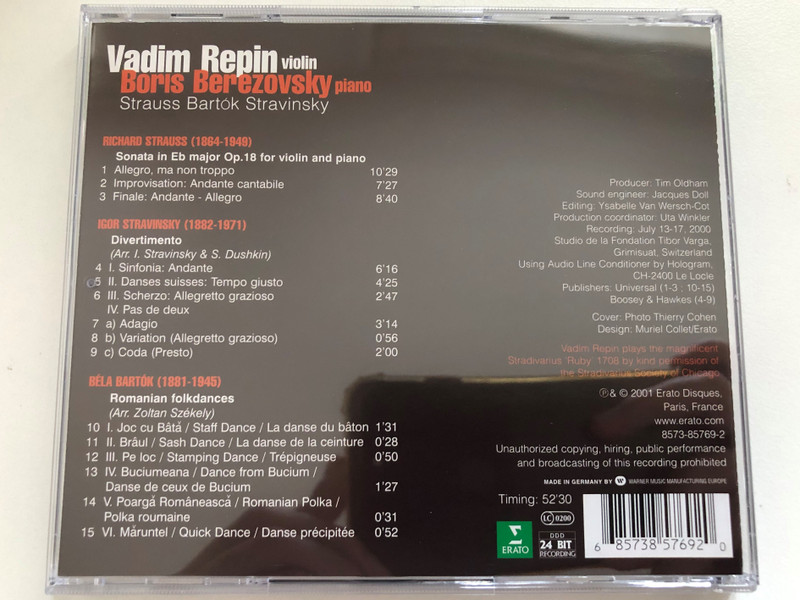 Vadim Repin violin
Boris Berezovsky piano
Strauss Bartók Stravinsky
RICHARD STRAUSS (1864-1949)
Sonata in Eb major Op.18 for violin and piano
1 Allegro, ma non troppo 10'29
2 Improvisation: Andante cantabile 7'27
3 Finale: Andante - Allegro 8'40
IGOR STRAVINSKY (1882-1971)
Divertimento
(Arr. I. Stravinsky & S. Dushkin)
4 I. Sinfonia: Andante 6'16
5 II. Danses suisses: Tempo giusto 4'25
6 III. Scherzo: Allegretto grazioso 2'47
IV. Pas de deux
7 a) Adagio 3'14
8 b) Variation (Allegretto grazioso) 0'56
9 c) Coda (Presto) 2'00
BÉLA BARTÓK (1881-1945)
Romanian folkdances
(Arr. Zoltan Székely)
10 I. Joc cu Bâtả / Staff Dance / La danse du bâton 1'31
11 II. Brâul / Sash Dance / La danse de la ceinture 0'28
12 III. Pe loc / Stamping Dance / Trépigneuse 0'50
13 IV. Buciumeana / Dance from Bucium /
Danse de ceux de Bucium 1'27
14 V. Poargả Româneascả / Romanian Polka /
Polka roumaine 0'31
15 VI. Mảruntel / Quick Dance / Danse précipitée 0'52
Producer: Tim Oldham
Sound engineer: Jacques Doll
Editing: Ysabelle Van Wersch-Cot
Production coordinator: Uta Winkler
Recording: July 13-17, 2000
Studio de la Fondation Tibor Varga,
Grimisuat, Switzerland
Using Audio Line Conditioner by Hologram,
CH-2400 Le Locle
Publishers: Universal (1-3 : 10-15)
Boosey & Hawkes (4-9)
Cover: Photo Thierry Cohen
Design: Muriel Collet/Erato
Vadim Repin plays the magnificent
Stradivarius 'Ruby' 1708 by kind permission of
the Stradivarius Society of Chicago
℗ & © 2001 Erato Disques,
Paris, France
www.erato.com
8573-85769-2
Unauthorized copying, hiring, public performance
and broadcasting of this recording prohibited
MADE IN GERMANY BY WARNER MUSIC MANUFACTURING EUROPE
Timing: 52'30
ERATO
LC 0200
DDD
24 BIT
RECORDING
6 85738 57692 0